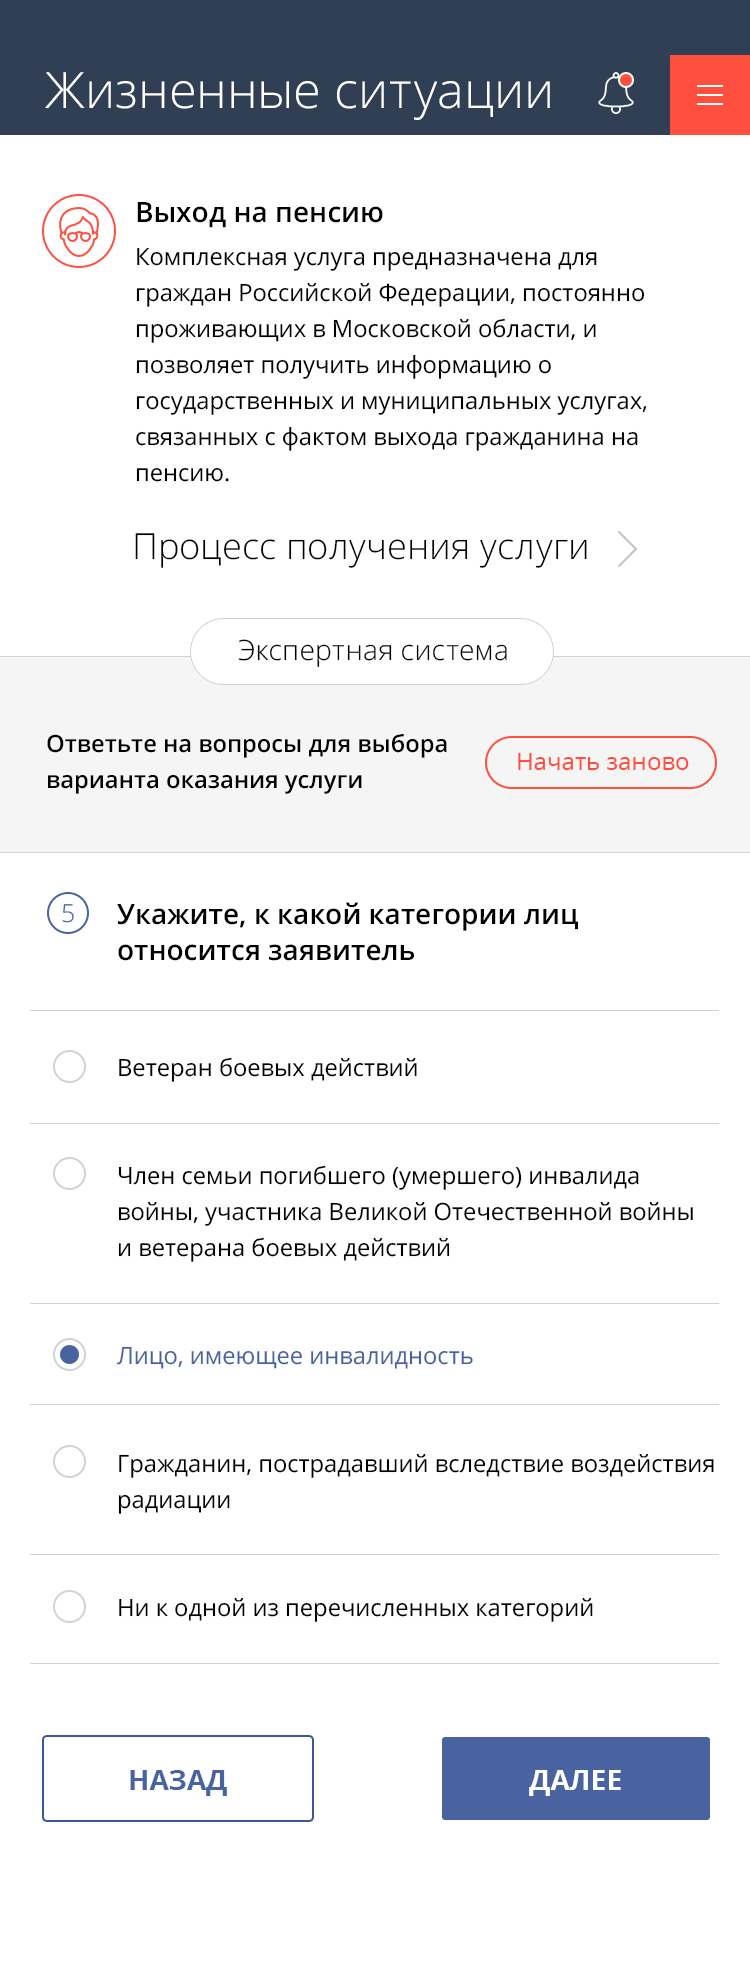 Жизненные ситуации
Выход на пенсию
Комплексная услуга предназначена для
граждан Российской Федерации, постоянно
проживающих в Московской области, и
позволяет получить информацию о
государственных и муниципальных услугах,
связанных с фактом выхода гражданина на
пенсию.
Процесс получения услуги
Экспертная система
Ответьте на вопросы для выбора
варианта оказания услуги
Начать заново
5
Укажите, к какой категории лиц
относится заявитель
Ветеран боевых действий
Член семьи погибшего (умершего) инвалида
войны, участника Великой Отечественной войны
и ветерана боевых действий
Лицо, имеющее инвалидность
Гражданин, пострадавший вследствие воздействия
радиации
Ни к одной из перечисленных категорий
НАЗАД
ДАЛЕЕ